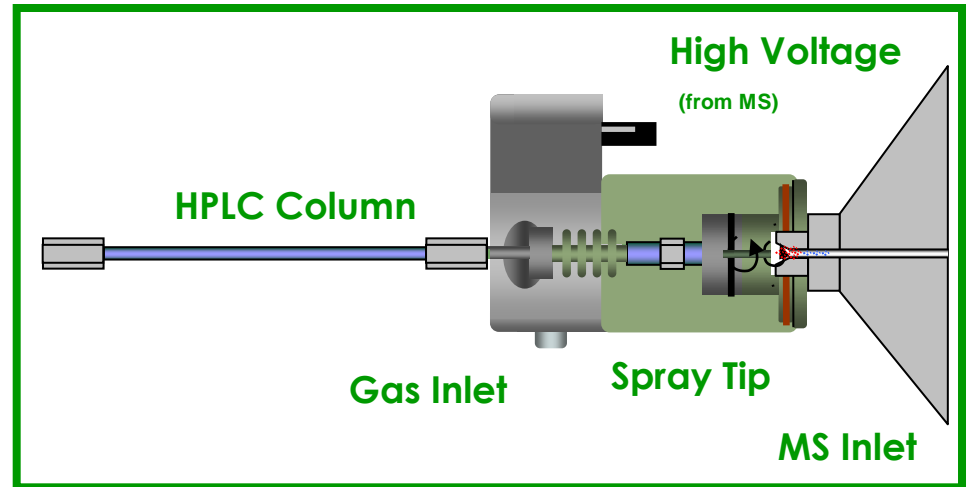 High Voltage
(from MS)
HPLC Column
Gas Inlet
Spray Tip
MS Inlet